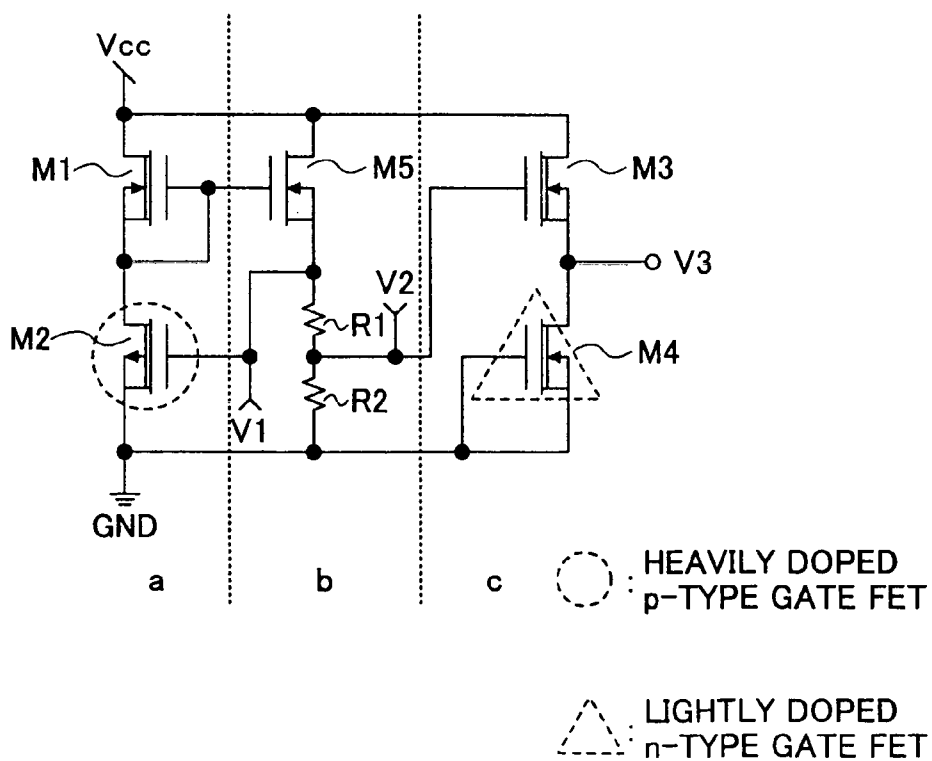 Vcc
M1
M5
M3
V2
V3
R1
M2
M4
R2
V1
GND
a
b
c
: HEAVILY DOPED
p-TYPE GATE FET
: LIGHTLY DOPED
n-TYPE GATE FET